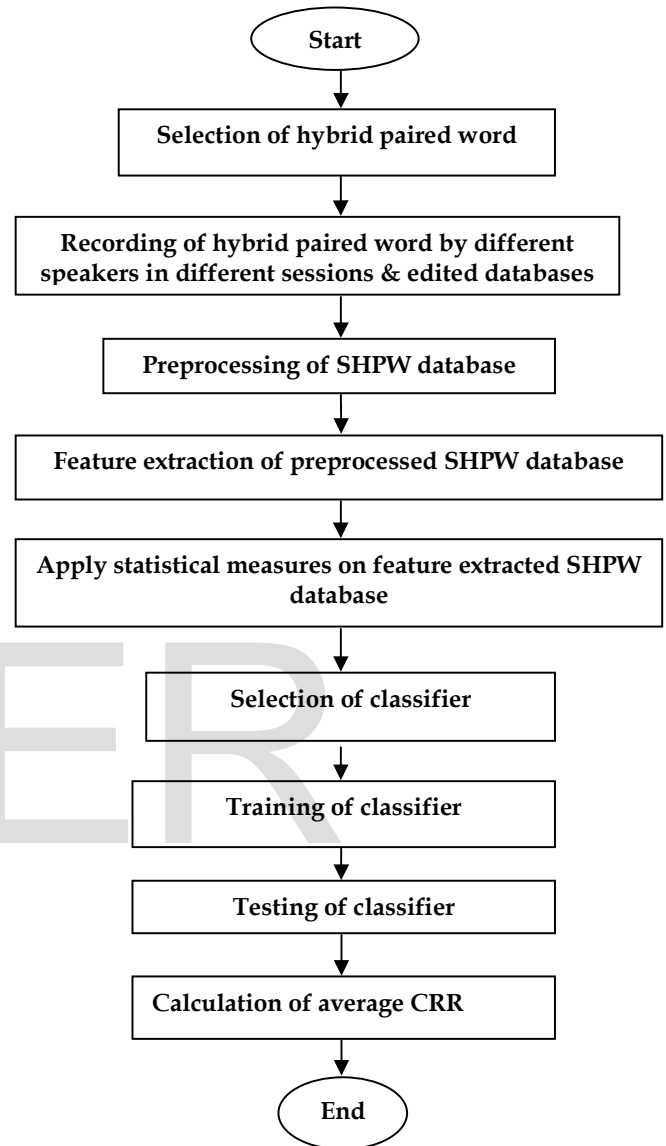 Start
Selection of hybrid paired word
Recording of hybrid paired word by different
speakers in different sessions & edited databases
Preprocessing of SHPW database
Feature extraction of preprocessed SHPW database
Apply statistical measures on feature extracted SHPW
database
Selection of classifier
ER
Training of classifier
Testing of classifier
Calculation of average CRR
End